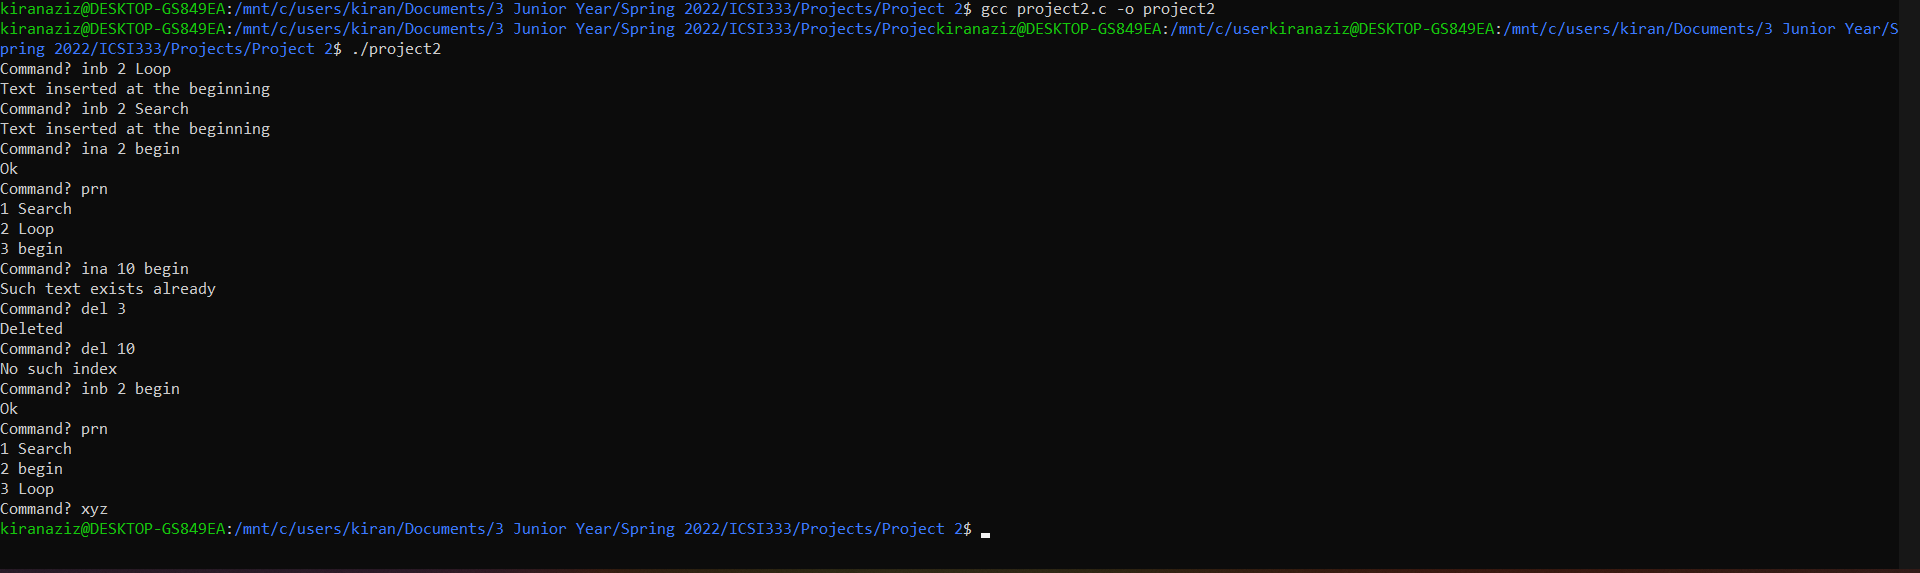 kiranaziz@DESKTOP-GS849EA:/mnt/c/users/kiran/Documents/3 Junior Year/Spring 2022/ICSI333/Projects/Project 2$ gcc project2.c -o project2
kiranaziz@DESKTOP-GS849EA:/mnt/c/users/kiran/Documents/3 Junior Year/Spring 2022/ICSI333/Projects/Projeckiranaziz@DESKTOP-GS849EA:/mnt/c/userkiranaziz@DESKTOP-GS849EA:/mnt/c/users/kiran/Documents/3 Junior Year/S
pring 2022/ICSI333/Projects/Project 2$ ./project2
Command? inb 2 Loop
Text inserted at the beginning
Command? inb 2 Search
Text inserted at the beginning
Command? ina 2 begin
Ok
Command? prn
1 Search
2 Loop
3 begin
Command? ina 10 begin
Such text exists already
Command? del 3
Deleted
Command? del 10
No such index
Command? inb 2 begin
Ok
Command? prn
1 Search
2 begin
3 Loop
Command? xyz
kiranaziz@DESKTOP-GS849EA:/mnt/c/users/kiran/Documents/3 Junior Year/Spring 2022/ICSI333/Projects/Project 2$